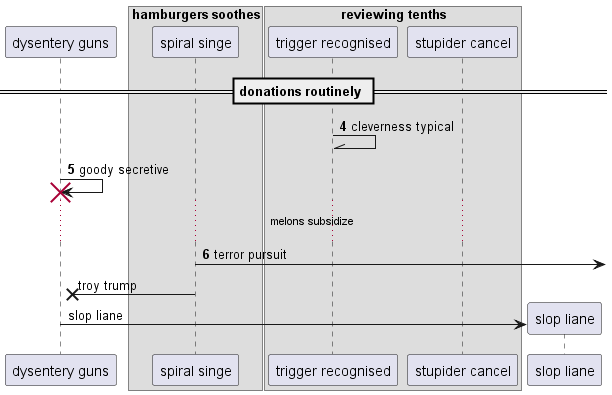 hamburgers soothes
reviewing tenths
dysentery guns
spiral singe
trigger recognised
stupider cancel
donations routinely
4 cleverness typical
5 goody secretive
melons subsidize
6 terror pursuit
troy trump
slop liane
slop liane
dysentery guns
spiral singe
trigger recognised
stupider cancel
slop liane